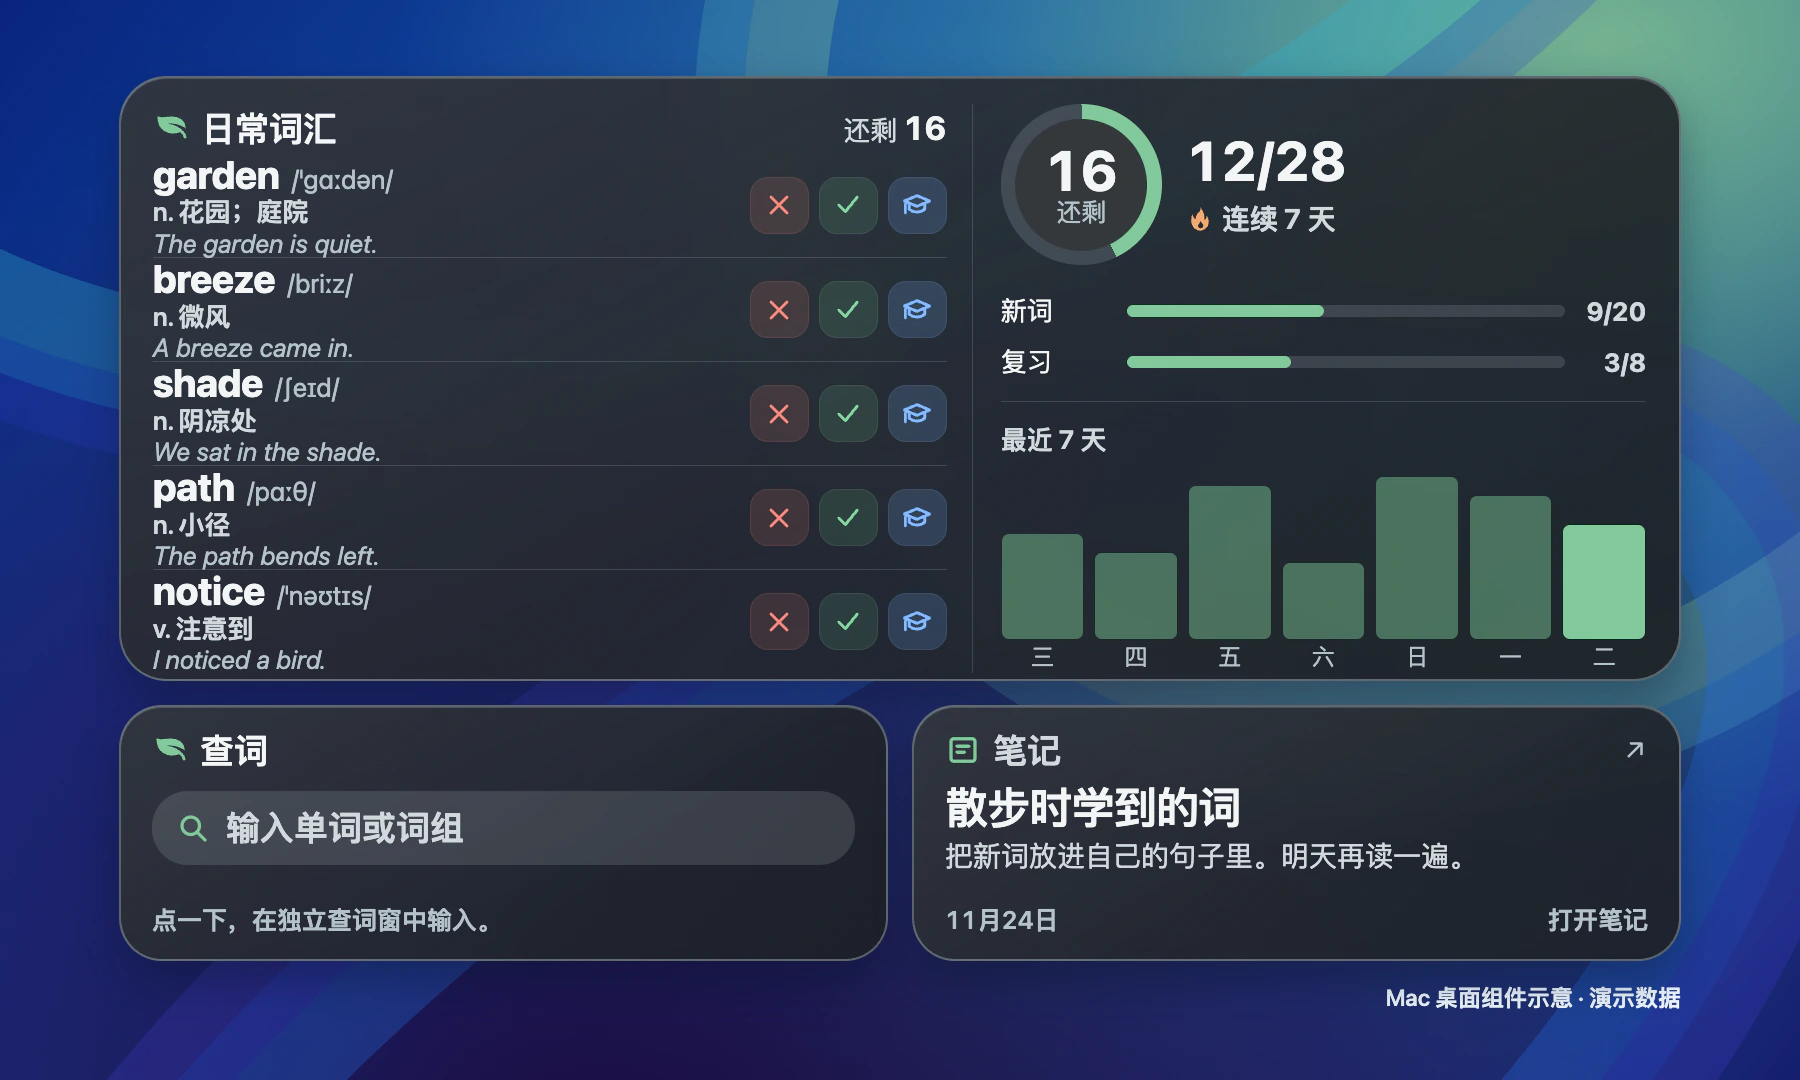 日常词汇
还剩 16
garden /ˈɡɑːdən/
n. 花园；庭院
The garden is quiet.
breeze /briːz/
n. 微风
A breeze came in.
shade /ʃeɪd/
n. 阴凉处
We sat in the shade.
path /pɑːθ/
n. 小径
The path bends left.
notice /ˈnəʊtɪs/
v. 注意到
I noticed a bird.
16
还剩
12/28
连续 7 天
新词 9/20
复习 3/8
最近 7 天
三 四 五 六 日 一 二
查词
输入单词或词组
点一下，在独立查词窗中输入。
笔记
散步时学到的词
把新词放进自己的句子里。明天再读一遍。
11月24日
打开笔记
Mac 桌面组件示意 · 演示数据